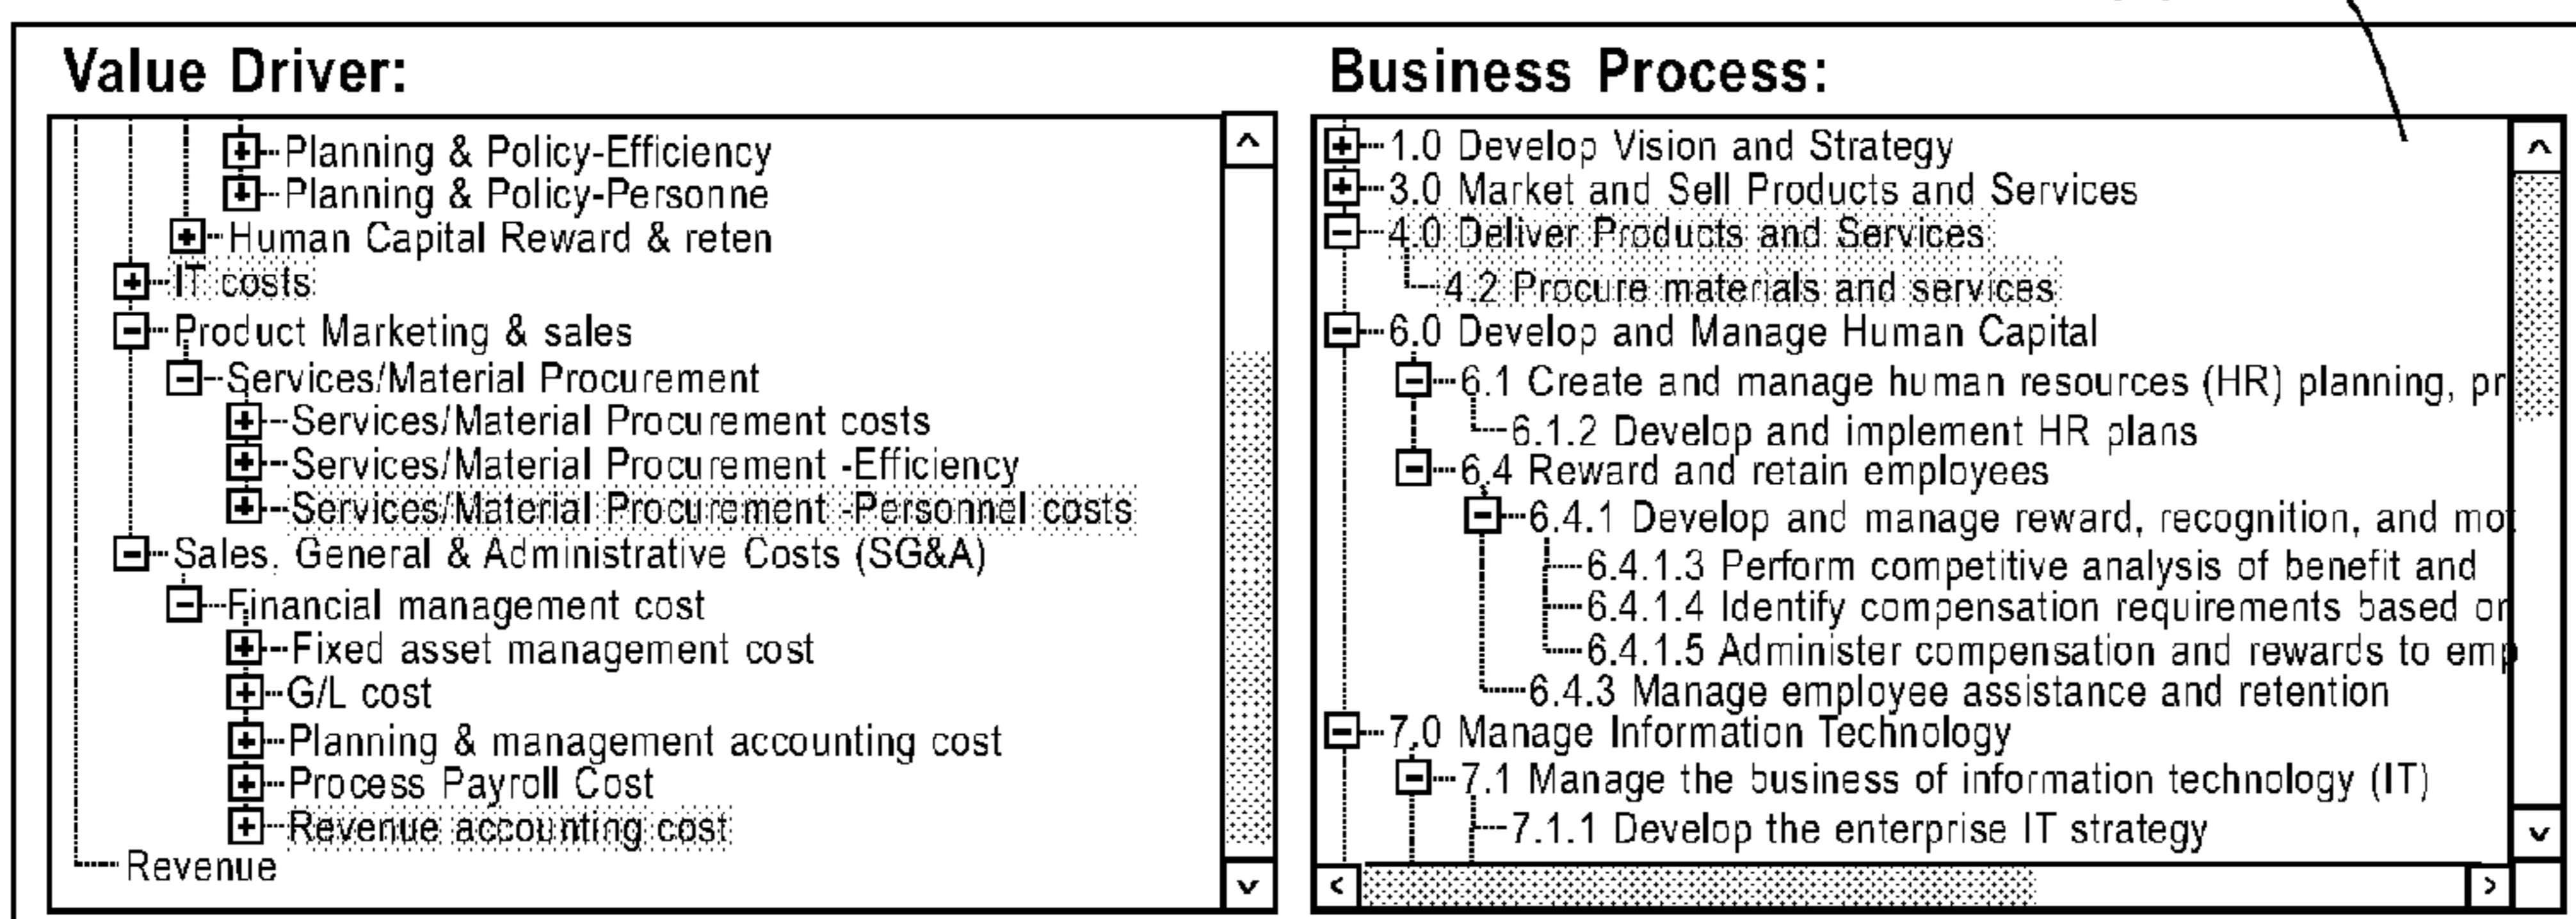 Value Driver:
Planning & Policy-Efficiency
Planning & Policy-Personne
Human Capital Reward & reten
IT costs
Product Marketing & sales
Services/Material Procurement
Services/Material Procurement costs
Services/Material Procurement -Efficiency
Services/Material Procurement -Personnel costs
Sales, General & Administrative Costs (SG&A)
Financial management cost
Fixed asset management cost
G/L cost
Planning & management accounting cost
Process Payroll Cost
Revenue accounting cost
Revenue
Business Process:
1.0 Develop Vision and Strategy
3.0 Market and Sell Products and Services
4.0 Deliver Products and Services
4.2 Procure materials and services
6.0 Develop and Manage Human Capital
6.1 Create and manage human resources (HR) planning, pr
6.1.2 Develop and implement HR plans
6.4 Reward and retain employees
6.4.1 Develop and manage reward, recognition, and mot
6.4.1.3 Perform competitive analysis of benefit and
6.4.1.4 Identify compensation requirements based or
6.4.1.5 Administer compensation and rewards to emp
6.4.3 Manage employee assistance and retention
7.0 Manage Information Technology
7.1 Manage the business of information technology (IT)
7.1.1 Develop the enterprise IT strategy